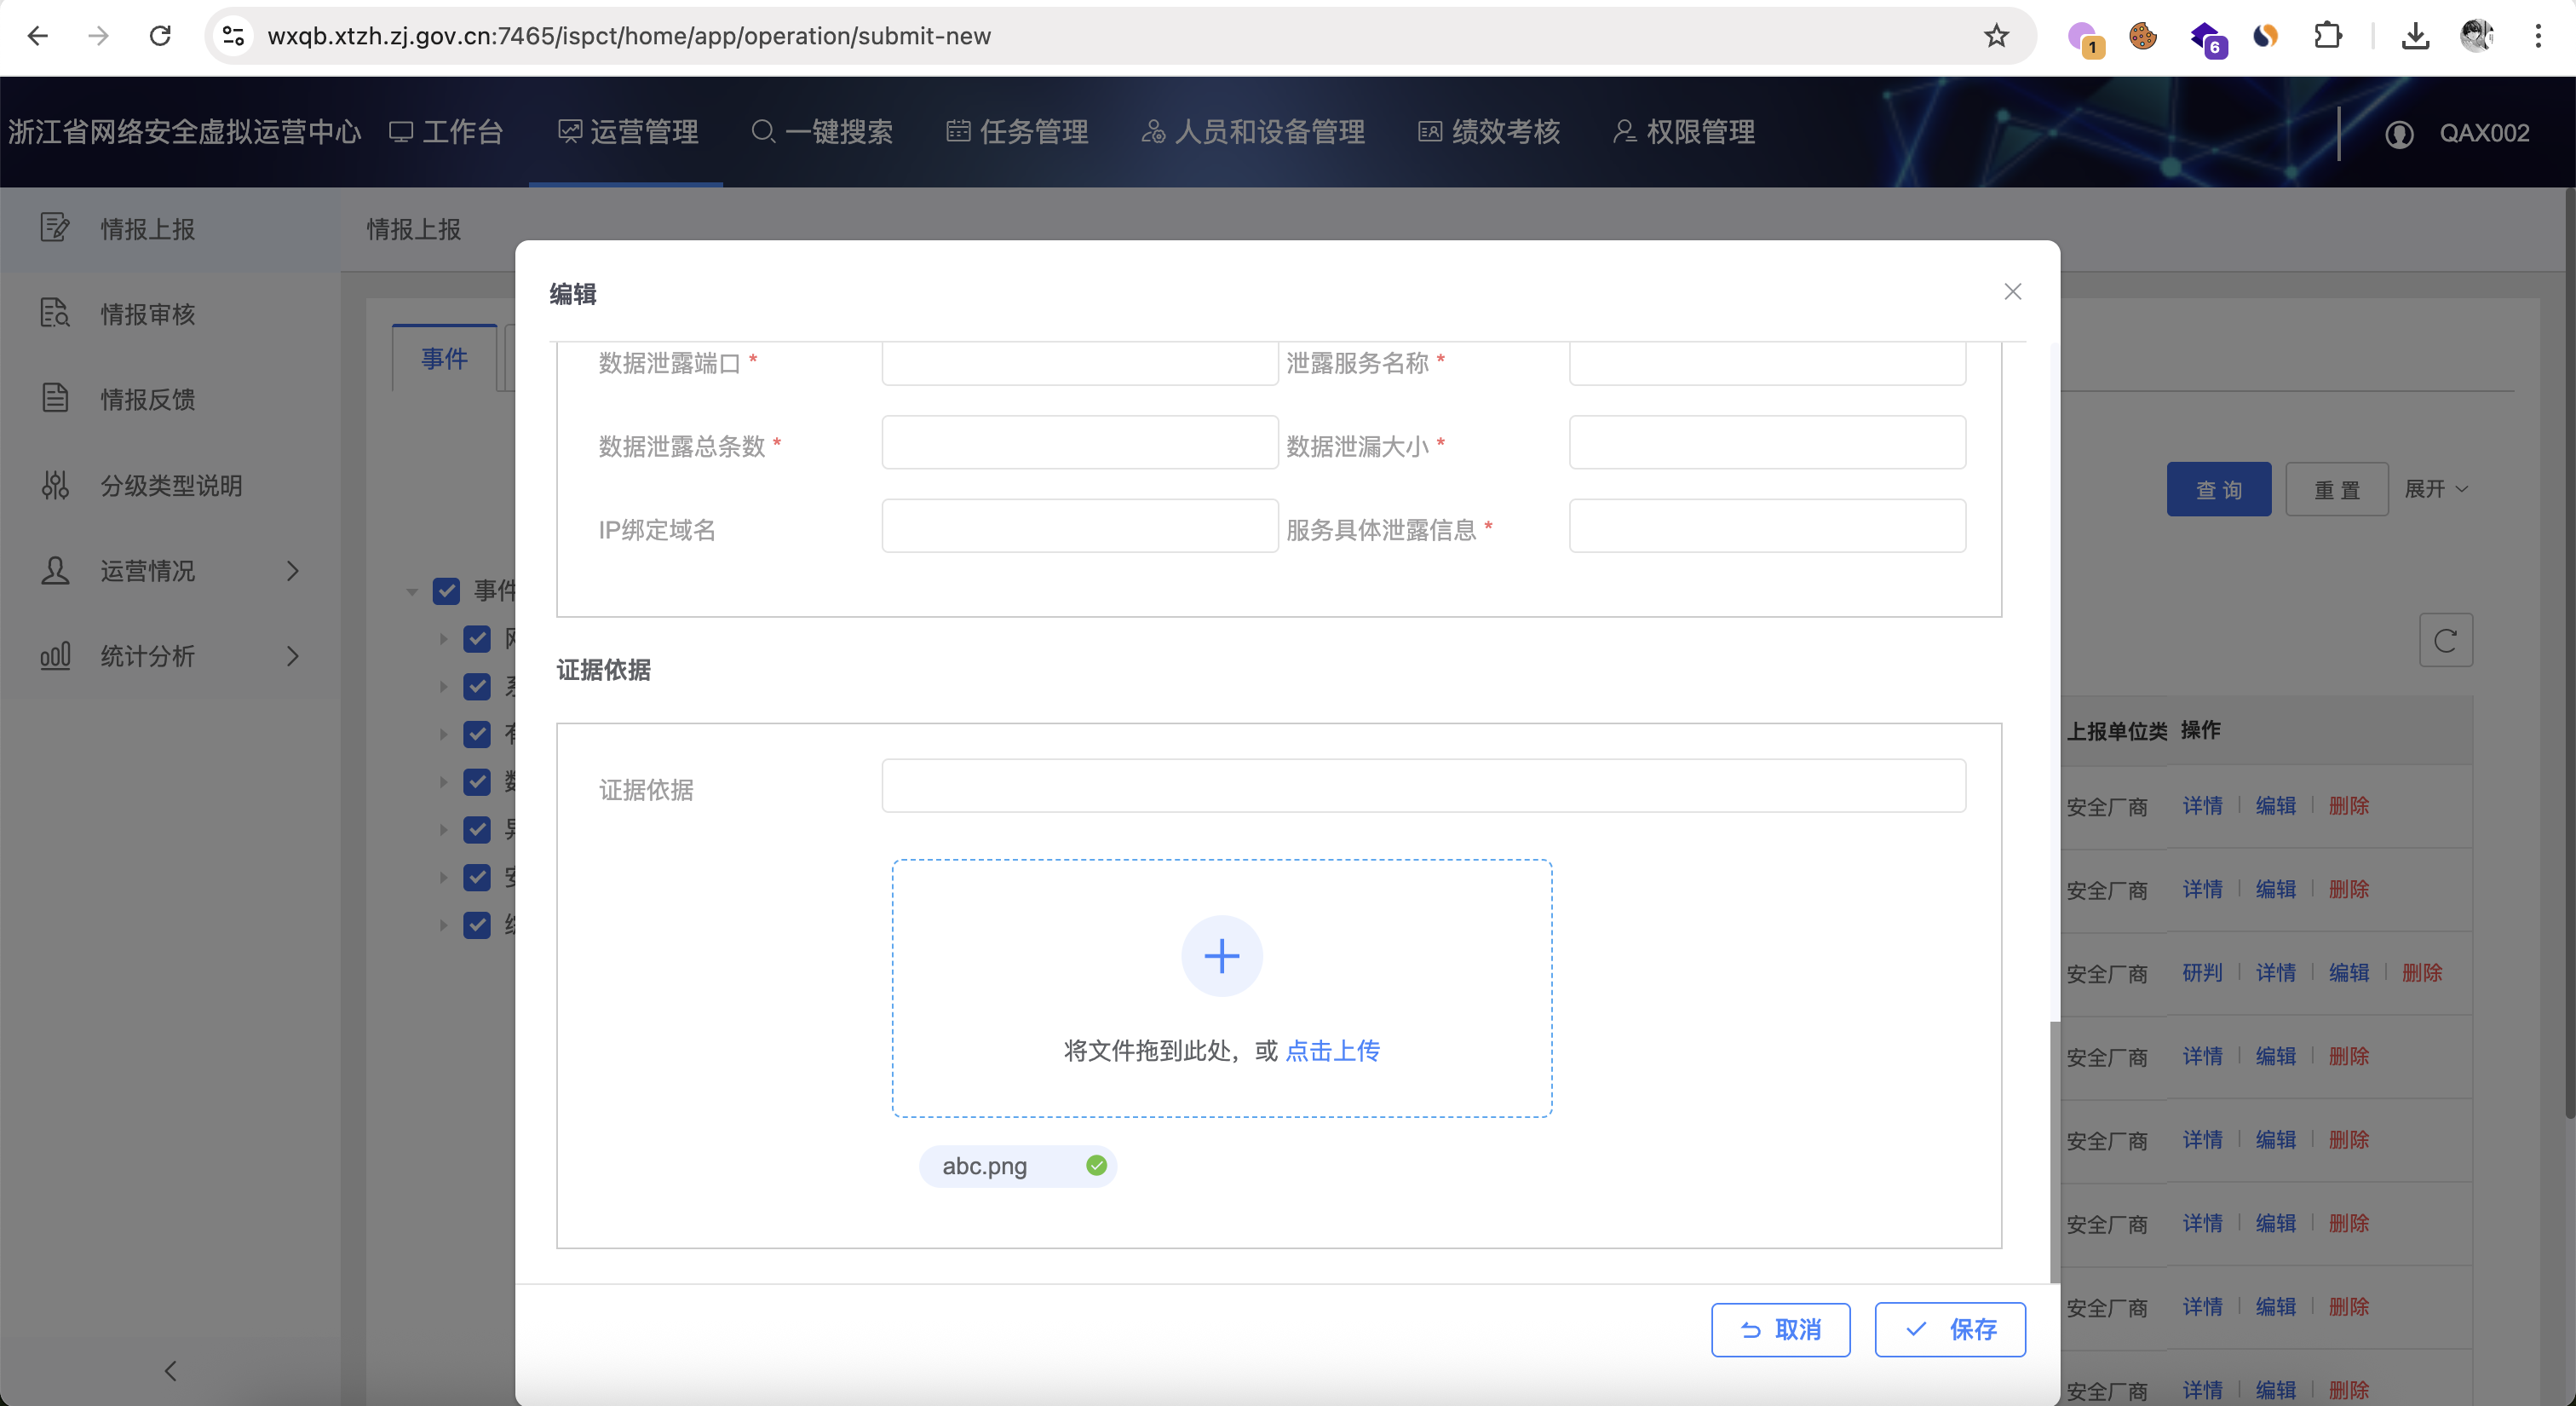 wxqb.xtzh.zj.gov.cn:7465/ispct/home/app/operation/submit-new
1
6
浙江省网络安全虚拟运营中心 工作台 运营管理 一键搜索 任务管理 人员和设备管理 绩效考核 权限管理 QAX002
情报上报
情报审核
情报反馈
分级类型说明
运营情况
统计分析
情报上报
事件
查 询 重 置 展开
事件
编辑
数据泄露端口 * 泄露服务名称 *
数据泄露总条数 * 数据泄漏大小 *
IP绑定域名 服务具体泄露信息 *
证据依据
证据依据
将文件拖到此处，或 点击上传
abc.png
取消 保存
上报单位类 操作
安全厂商 详情 编辑 删除
安全厂商 详情 编辑 删除
安全厂商 研判 详情 编辑 删除
安全厂商 详情 编辑 删除
安全厂商 详情 编辑 删除
安全厂商 详情 编辑 删除
安全厂商 详情 编辑 删除
安全厂商 详情 编辑 删除